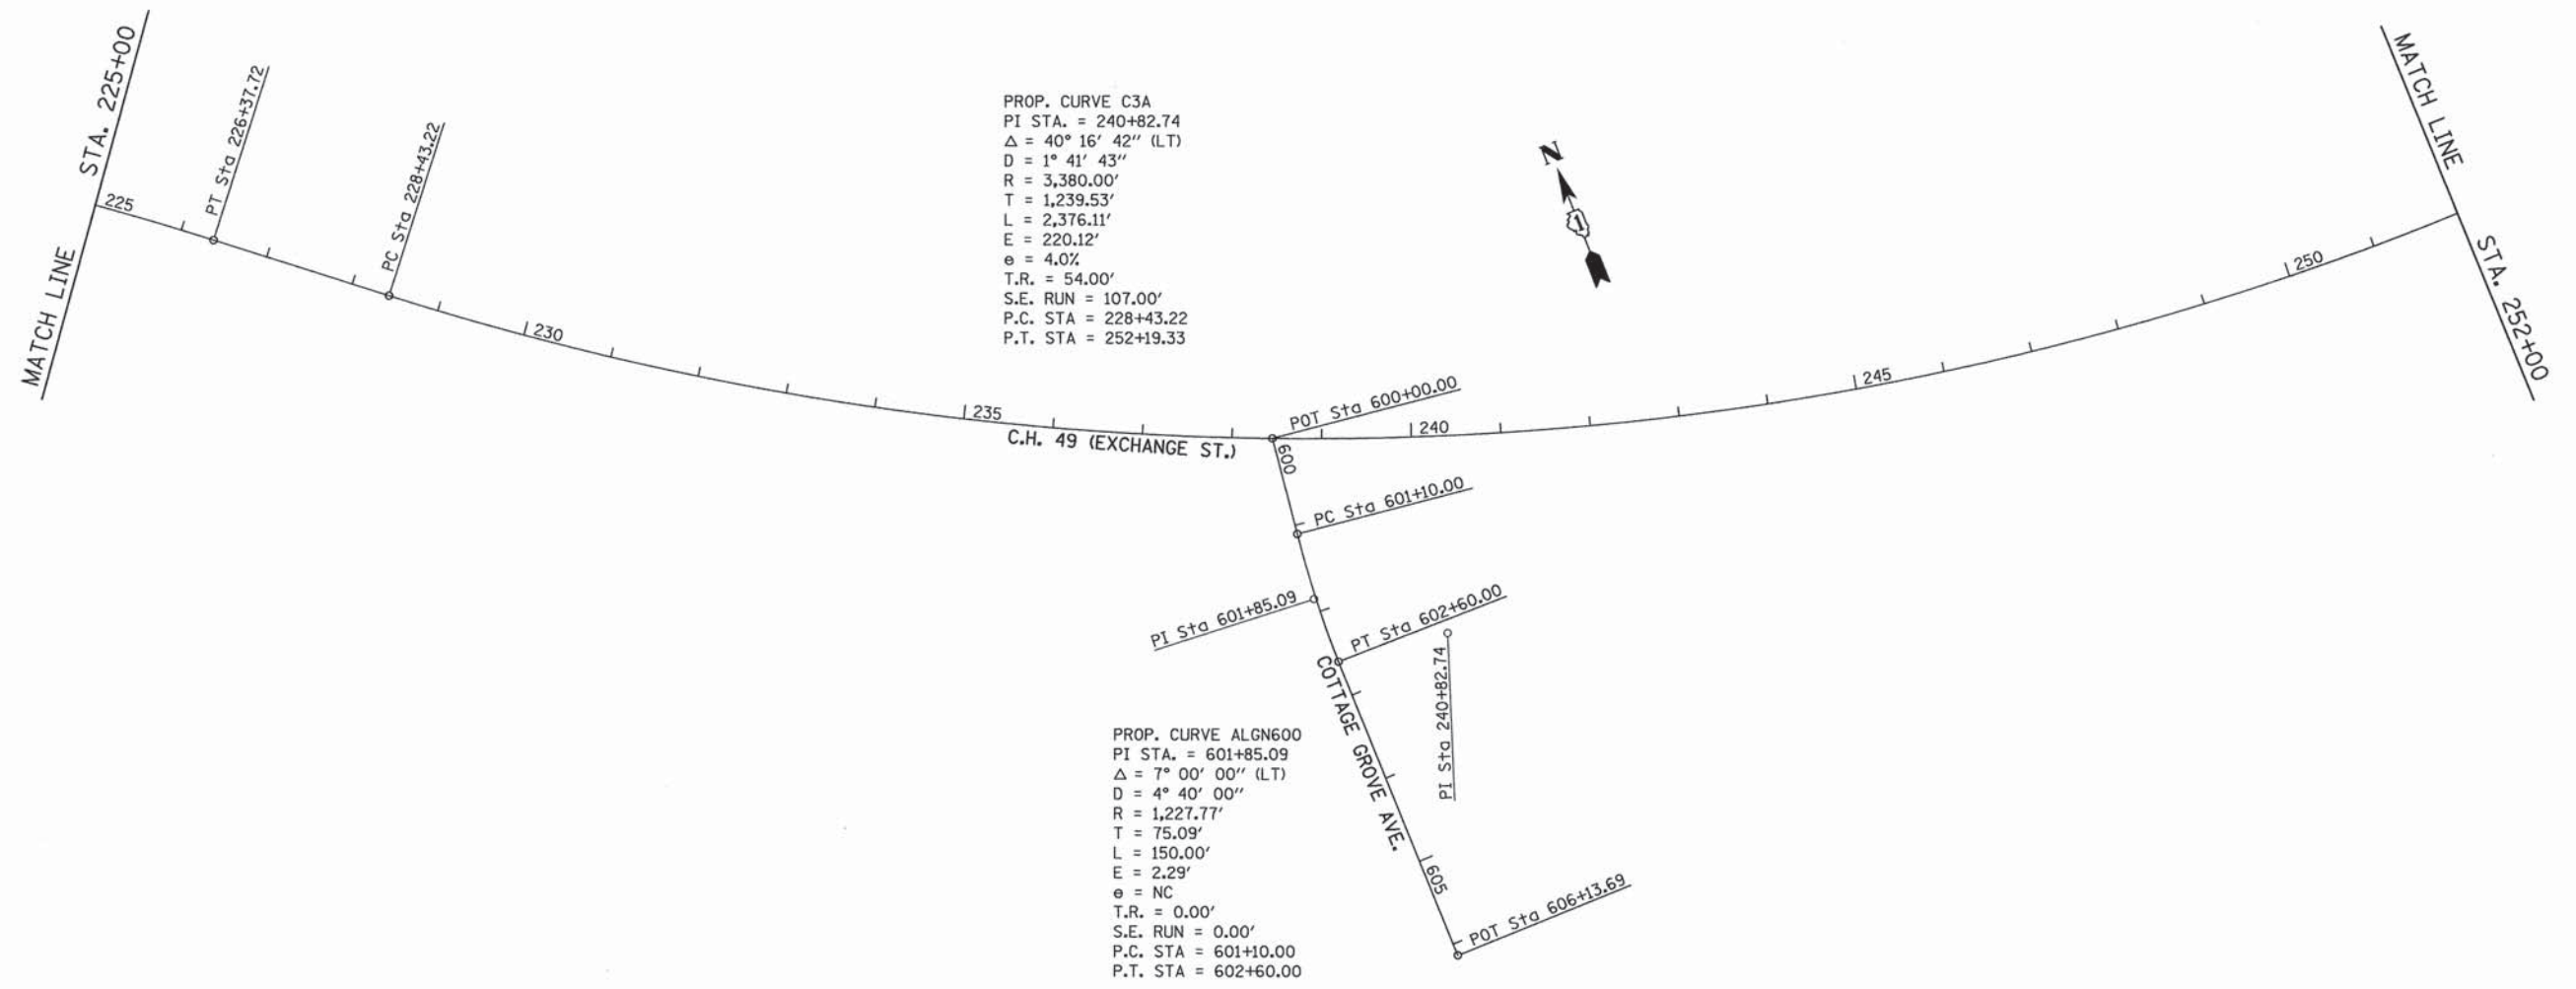 STA. 225+00
MATCH LINE
225
PT Sta 226+37.72
PC Sta 228+43.22
230
PROP. CURVE C3A
PI STA. = 240+82.74
Δ = 40° 16' 42" (LT)
D = 1° 41' 43"
R = 3,380.00'
T = 1,239.53'
L = 2,376.11'
E = 220.12'
e = 4.0%
T.R. = 54.00'
S.E. RUN = 107.00'
P.C. STA = 228+43.22
P.T. STA = 252+19.33
N
1
MATCH LINE
STA. 252+00
235
C.H. 49 (EXCHANGE ST.)
POT Sta 600+00.00
240
245
250
600
PC Sta 601+10.00
PI Sta 601+85.09
PT Sta 602+60.00
COTTAGE GROVE AVE.
PI Sta 240+82.74
PROP. CURVE ALGN600
PI STA. = 601+85.09
Δ = 7° 00' 00" (LT)
D = 4° 40' 00"
R = 1,227.77'
T = 75.09'
L = 150.00'
E = 2.29'
e = NC
T.R. = 0.00'
S.E. RUN = 0.00'
P.C. STA = 601+10.00
P.T. STA = 602+60.00
605
POT Sta 606+13.69